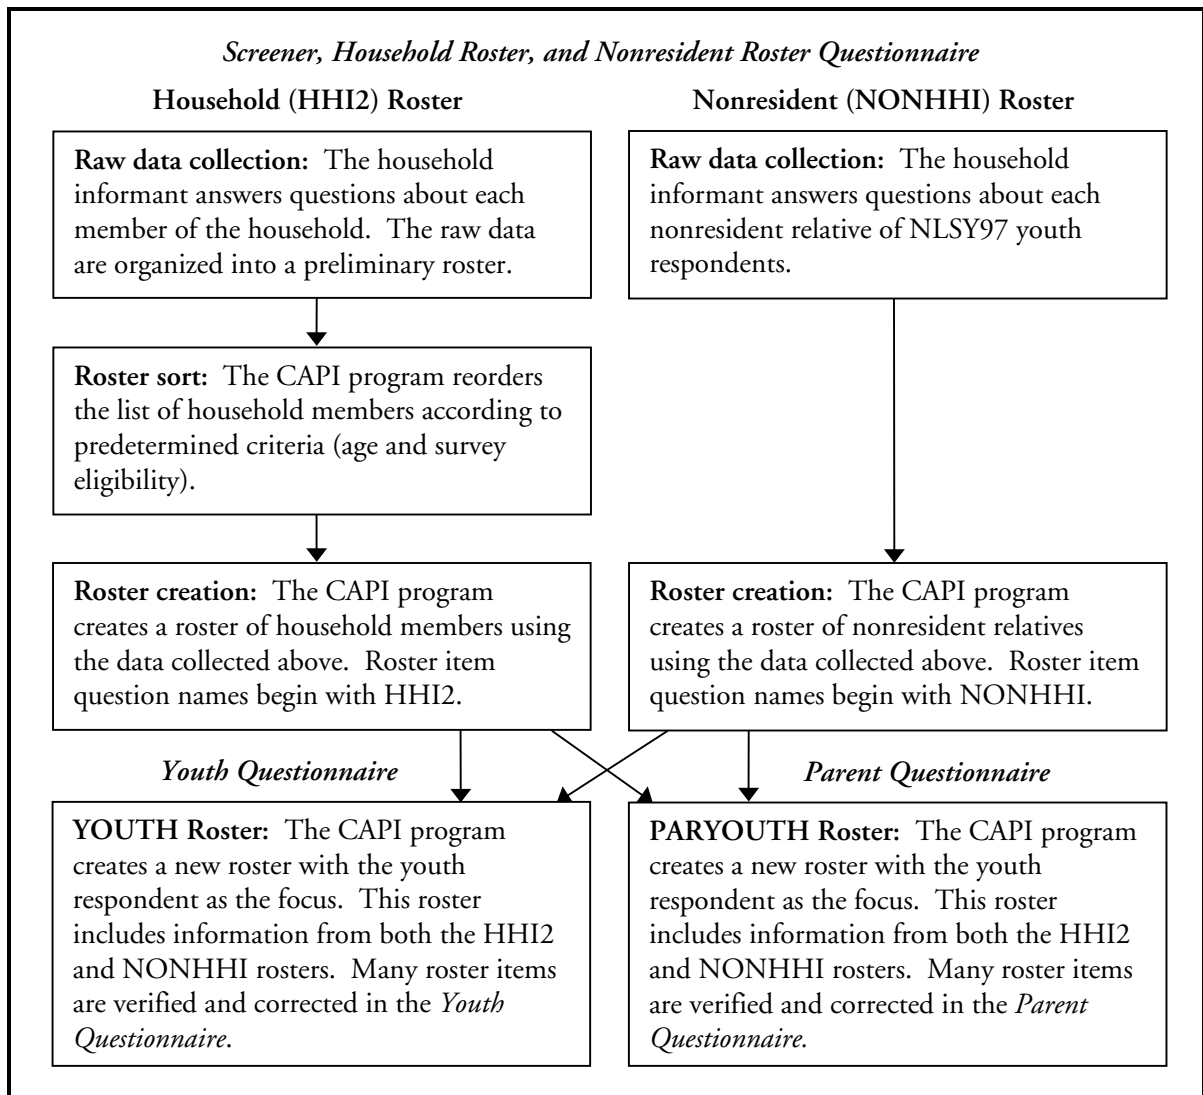 Screener, Household Roster, and Nonresident Roster Questionnaire
Household (HHI2) Roster
Nonresident (NONHHI) Roster
Raw data collection: The household
informant answers questions about each
member of the household. The raw data
are organized into a preliminary roster.
Raw data collection: The household
informant answers questions about each
nonresident relative of NLSY97 youth
respondents.
Roster sort: The CAPI program reorders
the list of household members according to
predetermined criteria (age and survey
eligibility).
Roster creation: The CAPI program
creates a roster of household members using
the data collected above. Roster item
question names begin with HHI2.
Roster creation: The CAPI program
creates a roster of nonresident relatives
using the data collected above. Roster item
question names begin with NONHHI.
Youth Questionnaire
Parent Questionnaire
YOUTH Roster: The CAPI program
creates a new roster with the youth
respondent as the focus. This roster
includes information from both the HHI2
and NONHHI rosters. Many roster items
are verified and corrected in the Youth
Questionnaire.
PARYOUTH Roster: The CAPI program
creates a new roster with the youth
respondent as the focus. This roster
includes information from both the HHI2
and NONHHI rosters. Many roster items
are verified and corrected in the Parent
Questionnaire.